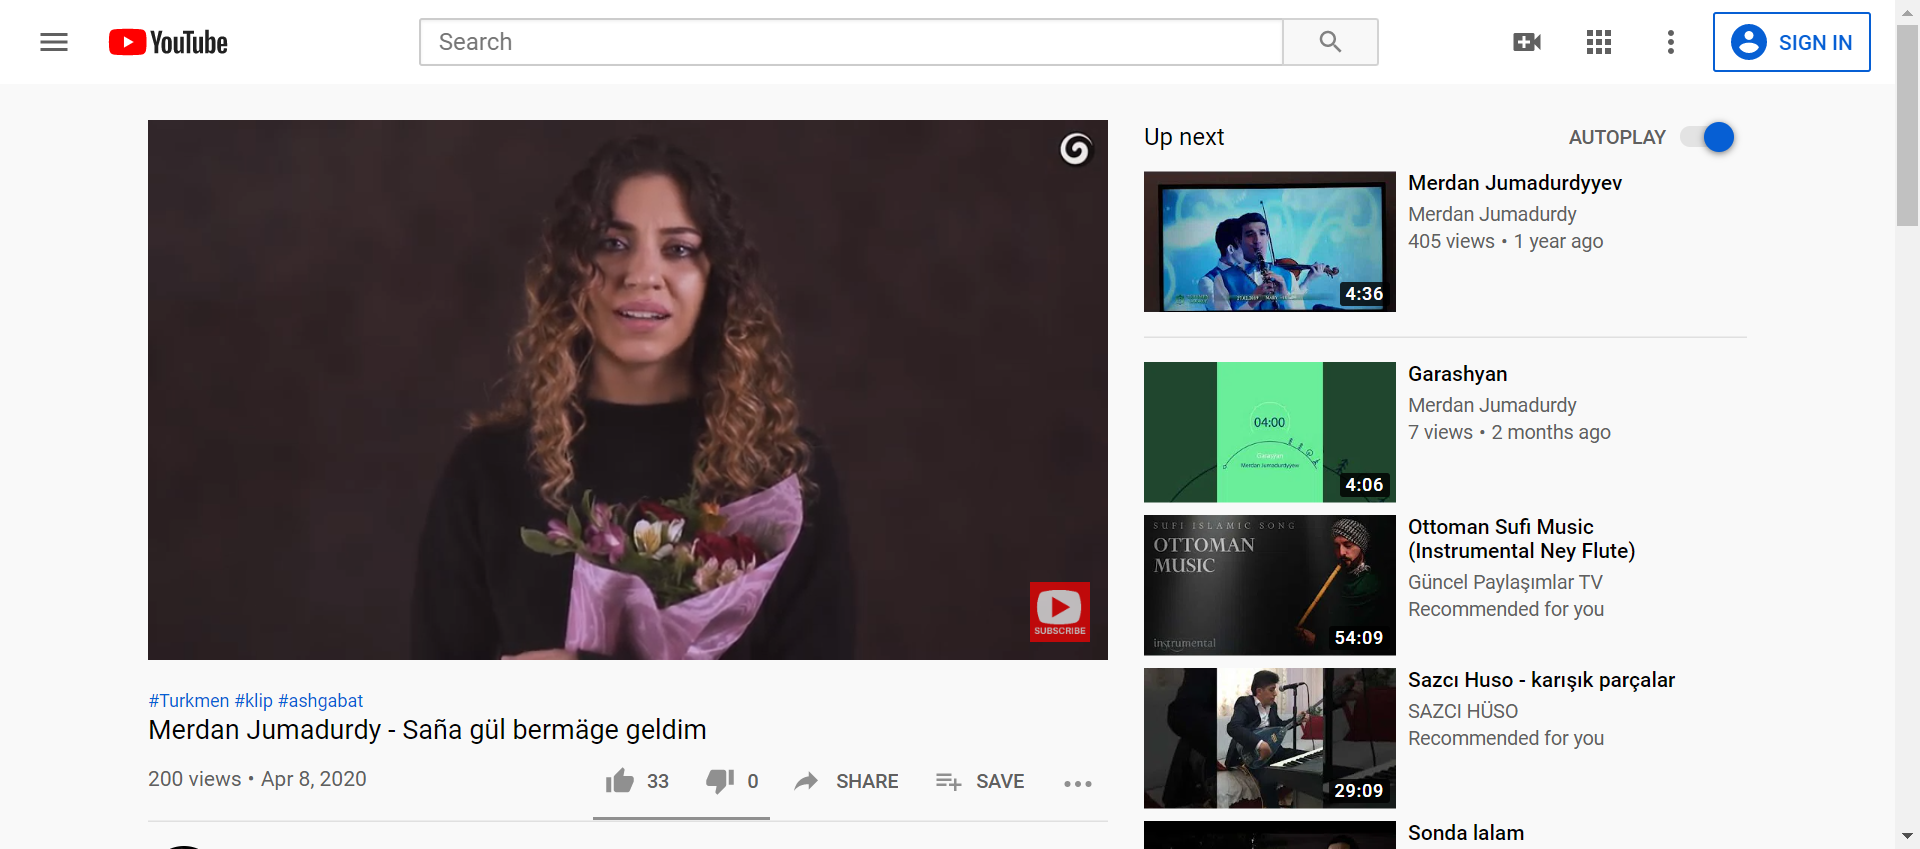 YouTube
Search
SIGN IN
SUBSCRIBE
#Turkmen #klip #ashgabat
Merdan Jumadurdy - Saña gül bermäge geldim
200 views • Apr 8, 2020
33
0
SHARE
SAVE
Up next
AUTOPLAY
4:36
Merdan Jumadurdyyev
Merdan Jumadurdy
405 views • 1 year ago
04:00
Merdan Jumadurdyyew
4:06
Garashyan
Merdan Jumadurdy
7 views • 2 months ago
SUFI ISLAMIC SONG
OTTOMAN
MUSIC
instrumental
54:09
Ottoman Sufi Music
(Instrumental Ney Flute)
Güncel Paylaşımlar TV
Recommended for you
29:09
Sazcı Huso - karışık parçalar
SAZCI HÜSO
Recommended for you
Sonda lalam